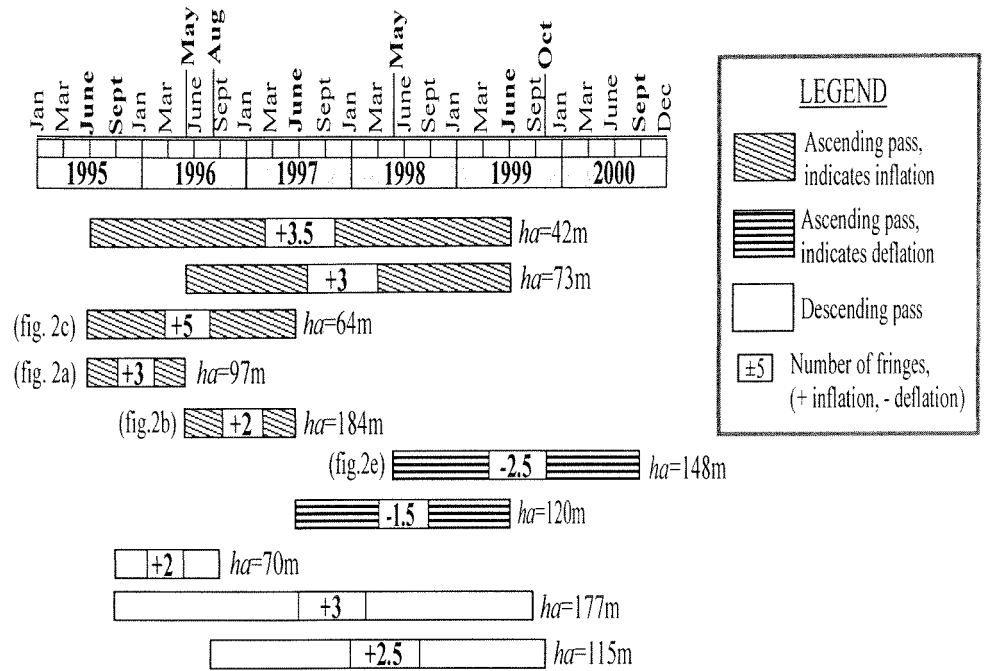 May
Aug
May
Oct
Jan Mar June Sept Jan Mar June Sept Jan Mar June Sept Jan Mar June Sept Jan Mar June Sept Jan Mar June Sept Dec
1995 1996 1997 1998 1999 2000
+3.5 ha=42m
+3 ha=73m
(fig. 2c) +5 ha=64m
(fig. 2a) +3 ha=97m
(fig.2b) +2 ha=184m
(fig.2e) -2.5 ha=148m
-1.5 ha=120m
+2 ha=70m
+3 ha=177m
+2.5 ha=115m
LEGEND
Ascending pass,
indicates inflation
Ascending pass,
indicates deflation
Descending pass
±5 Number of fringes,
(+ inflation, - deflation)